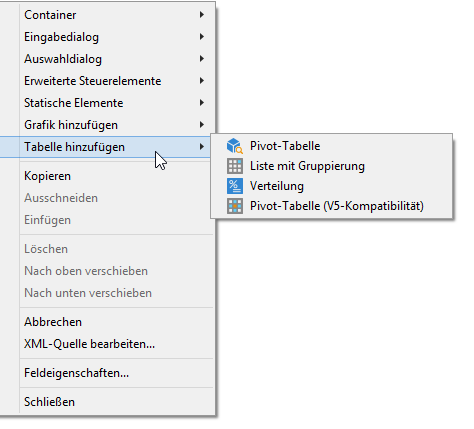 Container
Eingabedialog
Auswahldialog
Erweiterte Steuerelemente
Statische Elemente
Grafik hinzufügen
Tabelle hinzufügen
Pivot-Tabelle
Liste mit Gruppierung
Verteilung
Pivot-Tabelle (V5-Kompatibilität)
Kopieren
Ausschneiden
Einfügen
Löschen
Nach oben verschieben
Nach unten verschieben
Abbrechen
XML-Quelle bearbeiten...
Feldeigenschaften...
Schließen